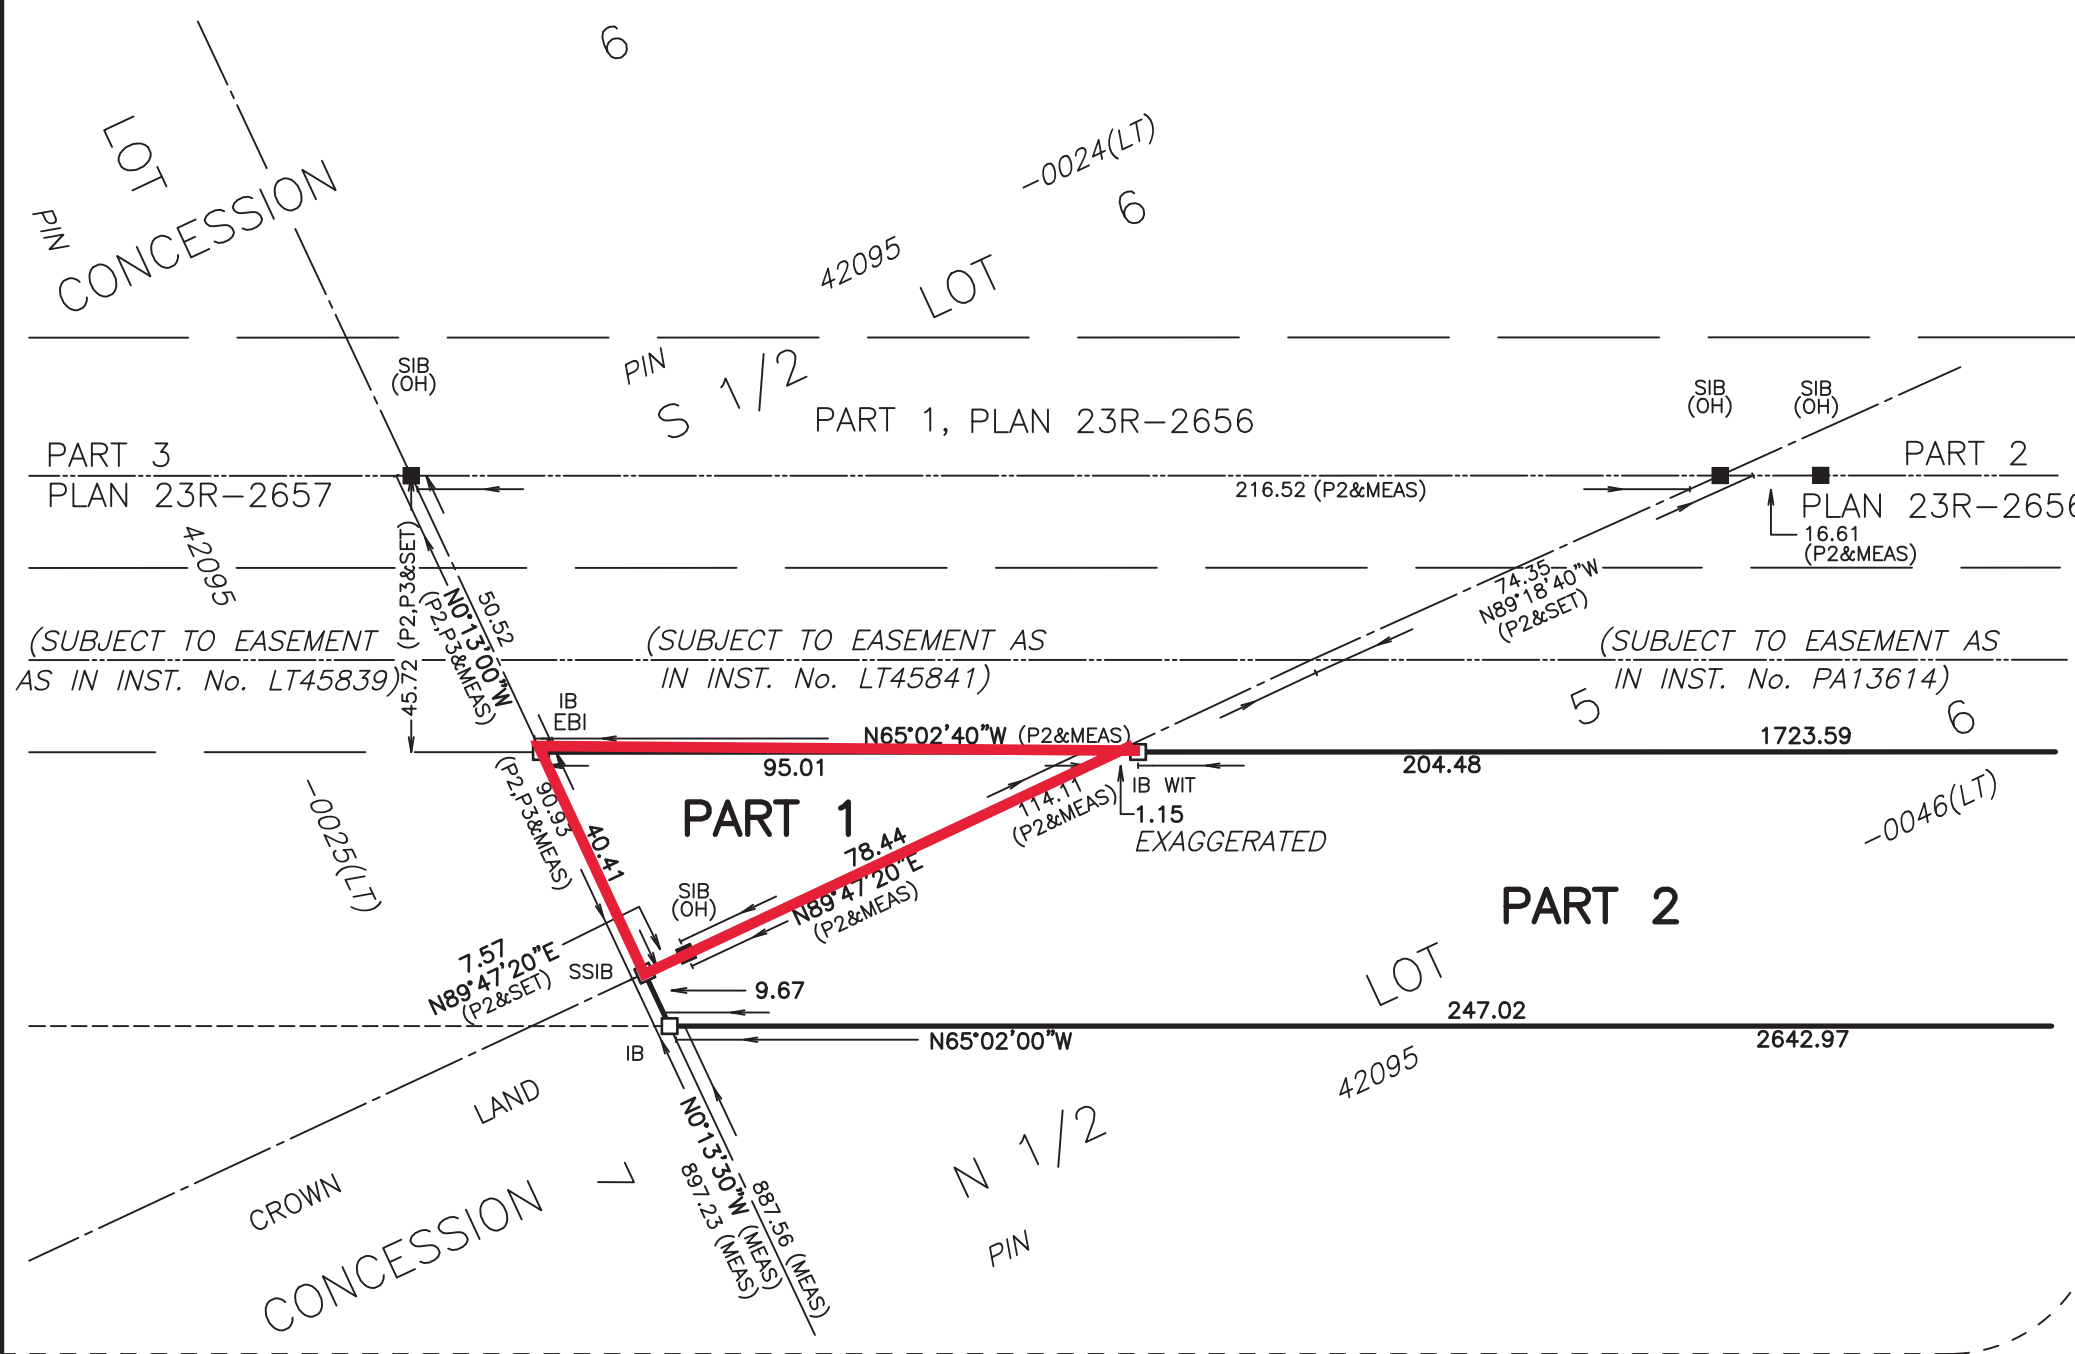 6
LOT
PIN
CONCESSION
-0024(LT)
6
42095
LOT
PIN
S 1/2
SIB
(OH)
SIB
(OH)
SIB
(OH)
PART 1, PLAN 23R-2656
PART 3
PLAN 23R-2657
PART 2
PLAN 23R-2656
216.52 (P2&MEAS)
16.61
(P2&MEAS)
42095
45.72 (P2,P3&SET)
50.52
N0°13'00"W
(P2,P3&MEAS)
74.35
N89°18'40"W
(P2&SET)
(SUBJECT TO EASEMENT
AS IN INST. No. LT45839)
(SUBJECT TO EASEMENT AS
IN INST. No. LT45841)
(SUBJECT TO EASEMENT AS
IN INST. No. PA13614)
5
6
IB
EBI
N65°02'40"W (P2&MEAS)
95.01
1723.59
204.48
IB WIT
1.15
EXAGGERATED
114.11
(P2&MEAS)
90.93
(P2,P3&MEAS)
40.41
PART 1
78.44
N89°47'20"E
(P2&MEAS)
SIB
(OH)
-0025(LT)
-0046(LT)
PART 2
7.57
N89°47'20"E
(P2&SET)
SSIB
9.67
LOT
247.02
N65°02'00"W
2642.97
IB
42095
LAND
CROWN
CONCESSION
7
N0°13'30"W (MEAS)
897.23 (MEAS)
887.56 (MEAS)
N 1/2
PIN